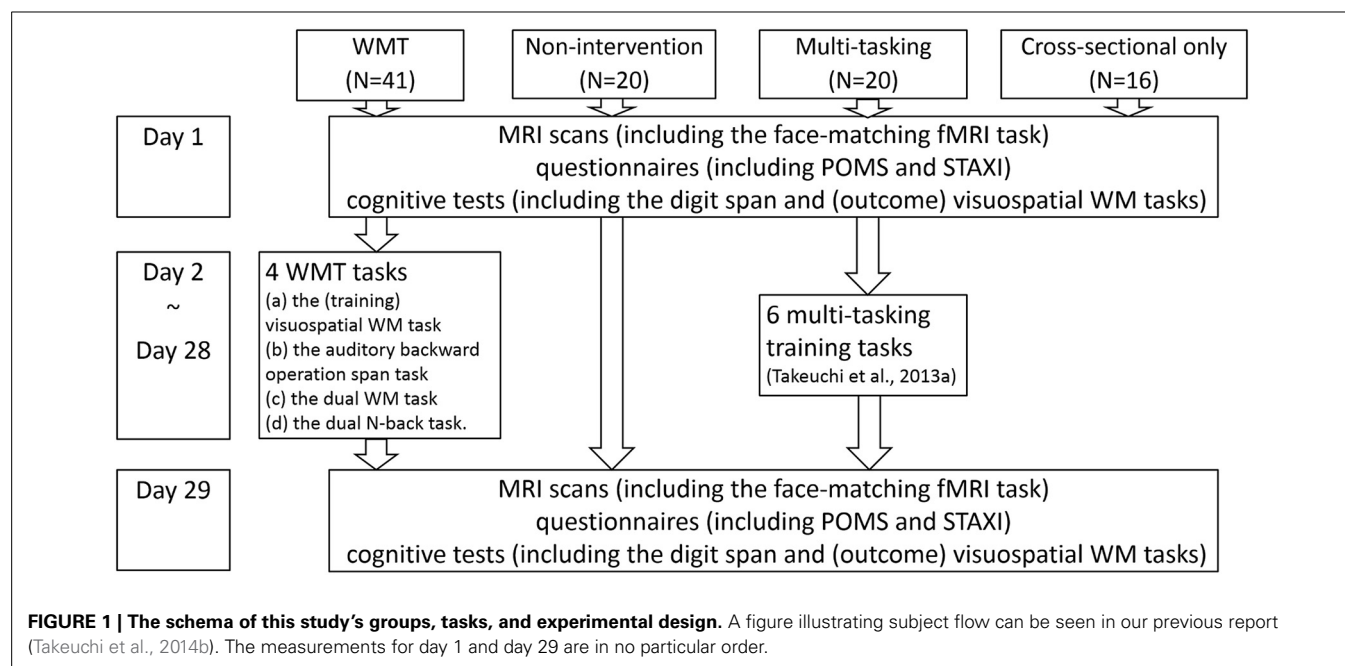 WMT
(N=41)
Non-intervention
(N=20)
Multi-tasking
(N=20)
Cross-sectional only
(N=16)
Day 1
MRI scans (including the face-matching fMRI task)
questionnaires (including POMS and STAXI)
cognitive tests (including the digit span and (outcome) visuospatial WM tasks)
Day 2
~
Day 28
4 WMT tasks
(a) the (training)
visuospatial WM task
(b) the auditory backward
operation span task
(c) the dual WM task
(d) the dual N-back task.
6 multi-tasking
training tasks
(Takeuchi et al., 2013a)
Day 29
MRI scans (including the face-matching fMRI task)
questionnaires (including POMS and STAXI)
cognitive tests (including the digit span and (outcome) visuospatial WM tasks)
FIGURE 1 | The schema of this study's groups, tasks, and experimental design. A figure illustrating subject flow can be seen in our previous report
(Takeuchi et al., 2014b). The measurements for day 1 and day 29 are in no particular order.